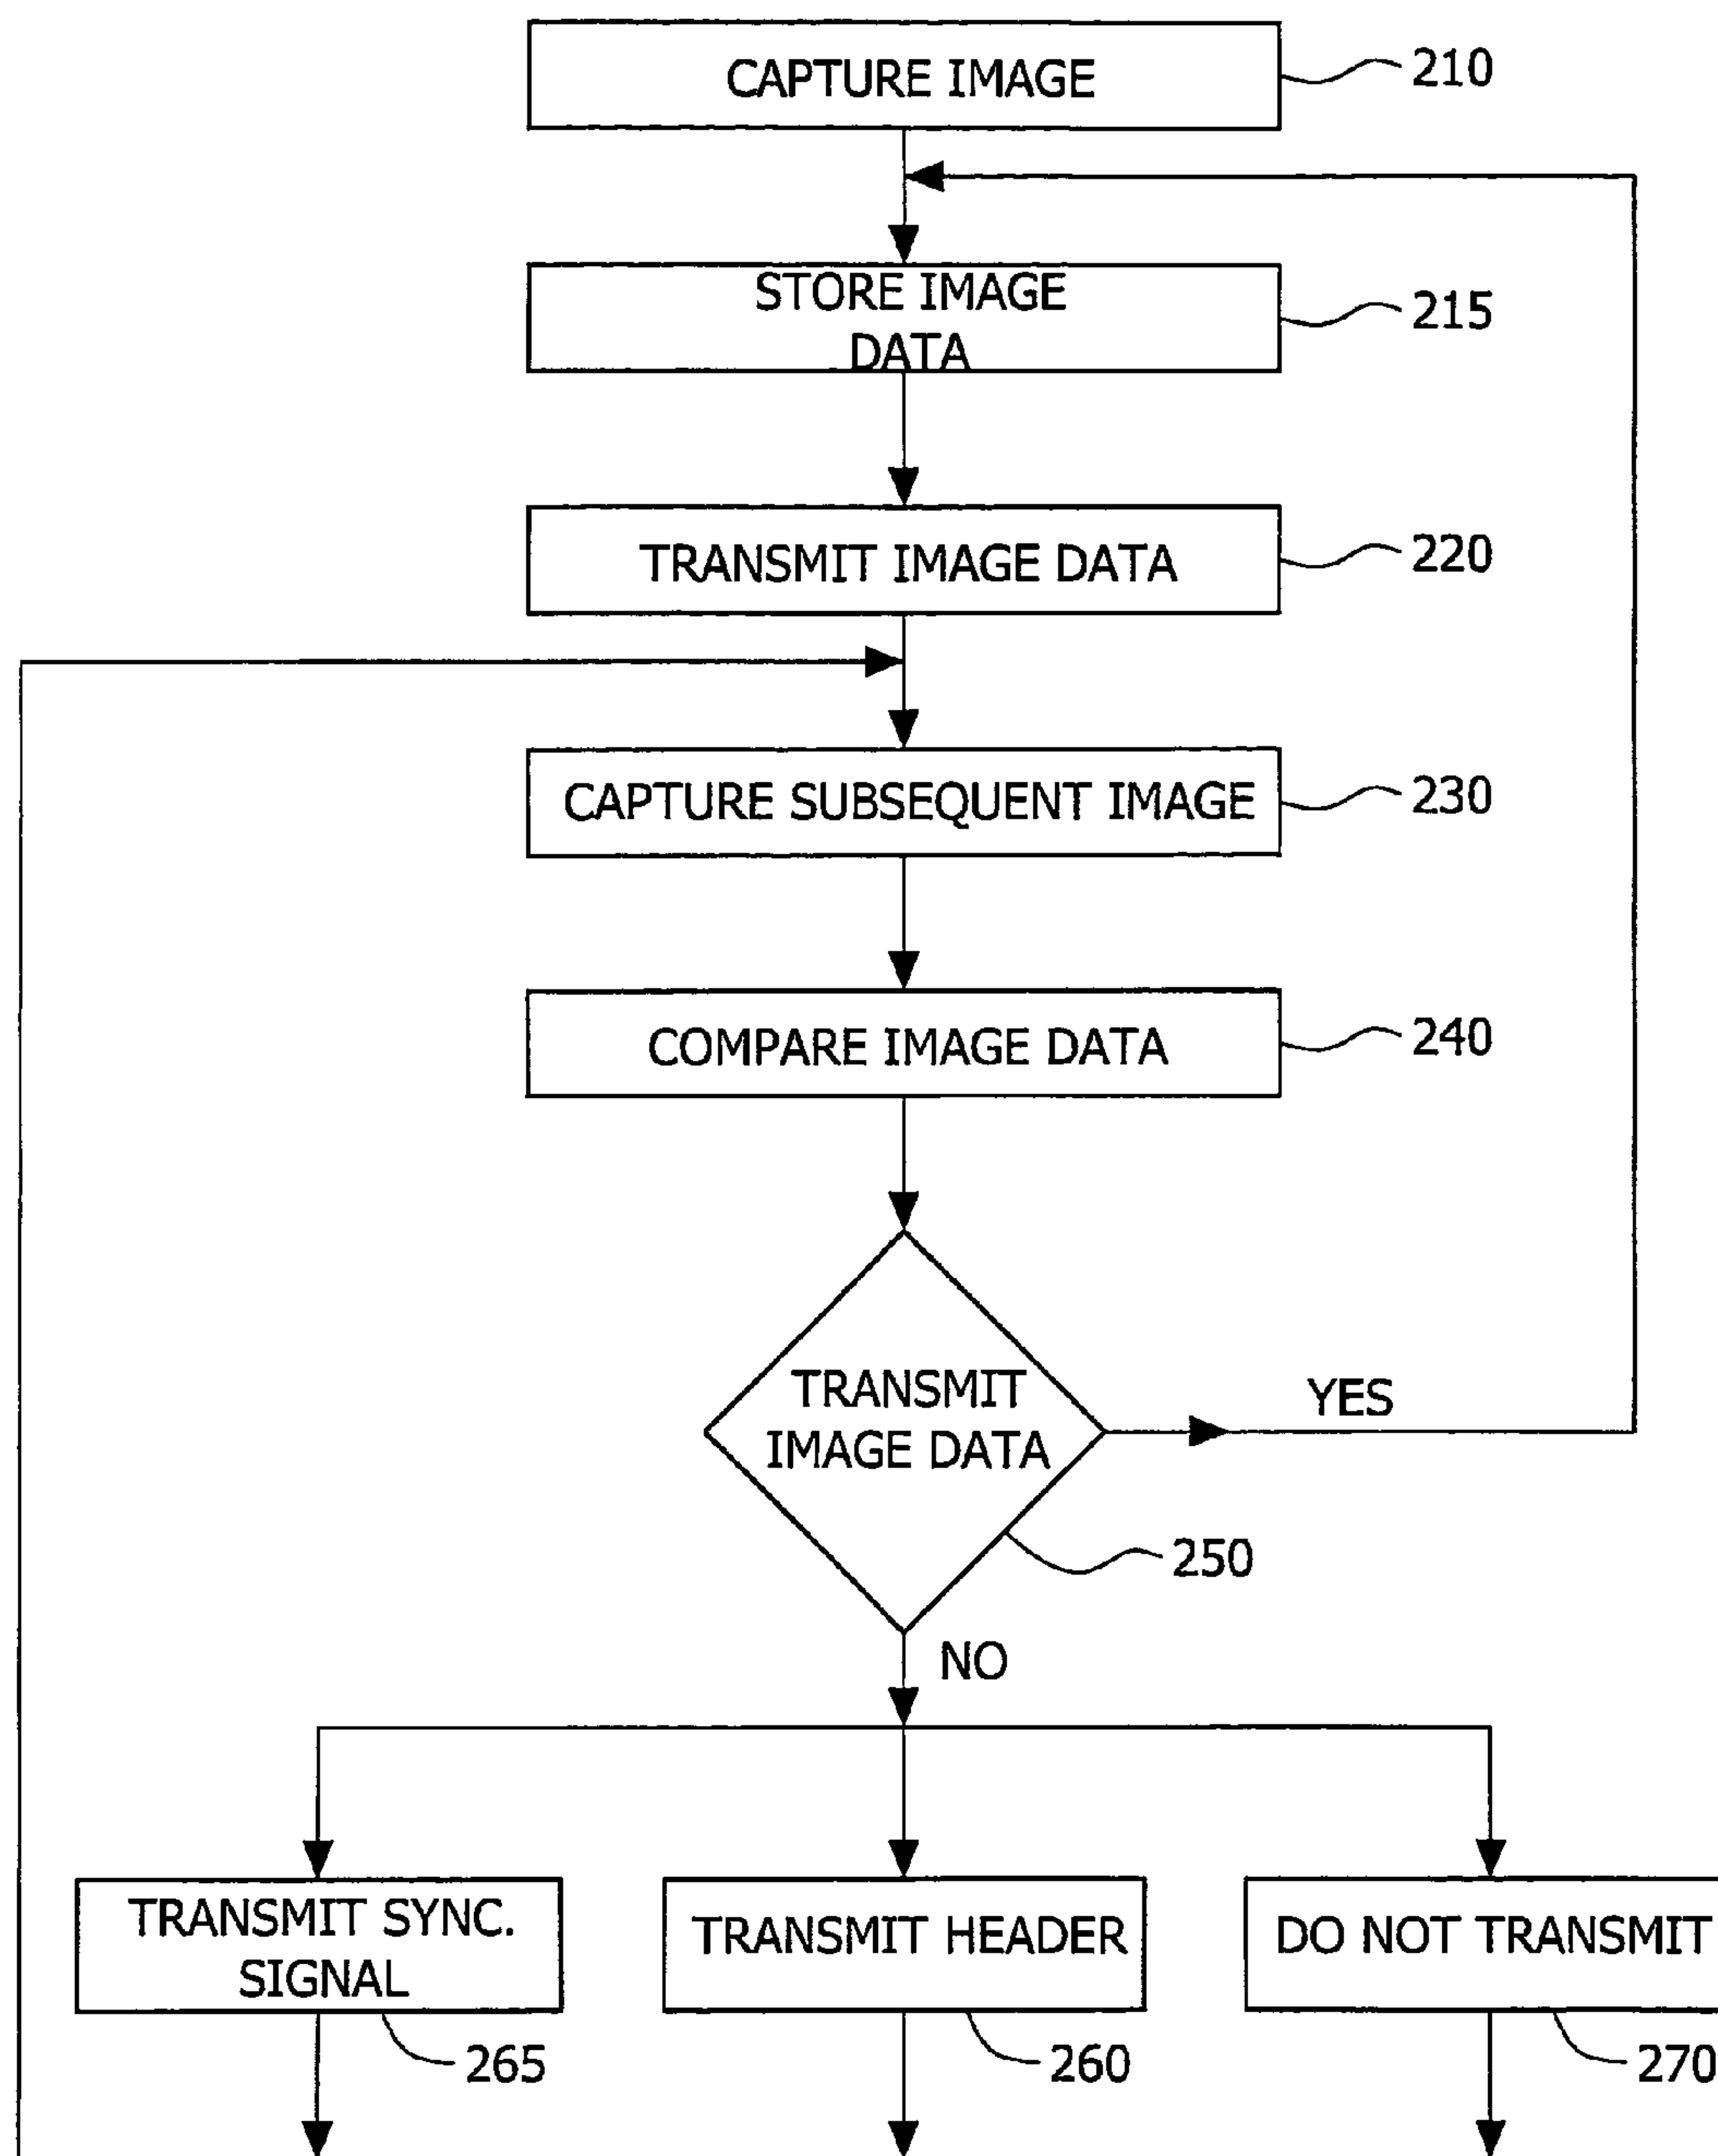 CAPTURE IMAGE
210
STORE IMAGE
DATA
215
TRANSMIT IMAGE DATA
220
CAPTURE SUBSEQUENT IMAGE
230
COMPARE IMAGE DATA
240
TRANSMIT
IMAGE DATA
YES
250
NO
TRANSMIT SYNC.
SIGNAL
265
TRANSMIT HEADER
260
DO NOT TRANSMIT
270